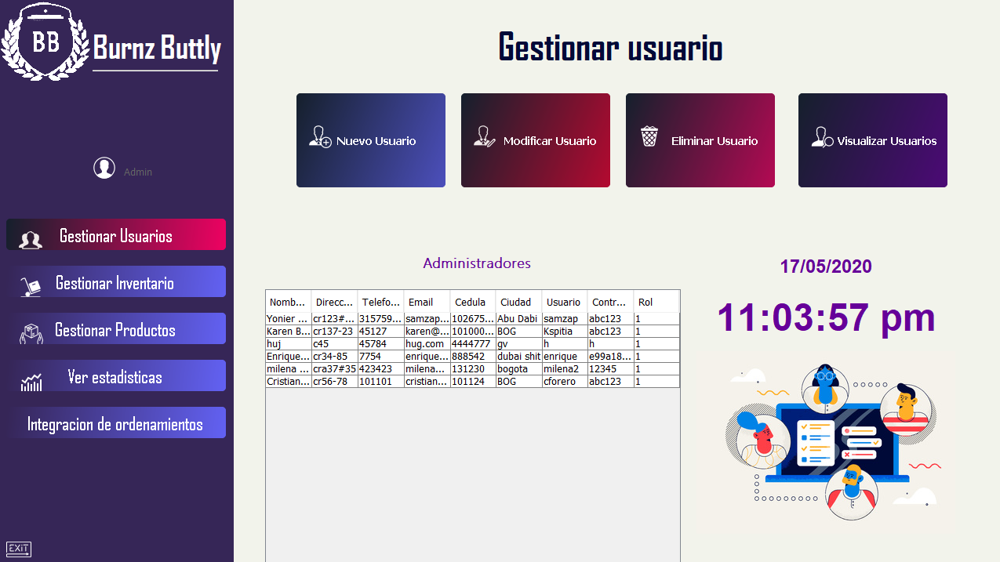 BB
Burnz Buttly
Admin
Gestionar Usuarios
Gestionar Inventario
Gestionar Productos
Ver estadisticas
Integracion de ordenamientos
EXIT
Gestionar usuario
Nuevo Usuario
Modificar Usuario
Eliminar Usuario
Visualizar Usuarios
Administradores
Nomb... Direcc... Telefo... Email Cedula Ciudad Usuario Contr... Rol
Yonier ... cr123#... 315759... samzap... 102675... Abu Dabi samzap abc123 1
Karen B... cr137-23 45127 karen@... 101000... BOG Kspitia abc123 1
huj c45 45784 hug.com 4444777 gv h h 1
Enrique... cr34-85 7754 enrique... 888542 dubai shit enrique e99a18... 1
milena ... cra37#35 423423 milena... 131230 bogota milena2 12345 1
Cristian... cr56-78 101101 cristian... 101124 BOG cforero abc123 1
17/05/2020
11:03:57 pm